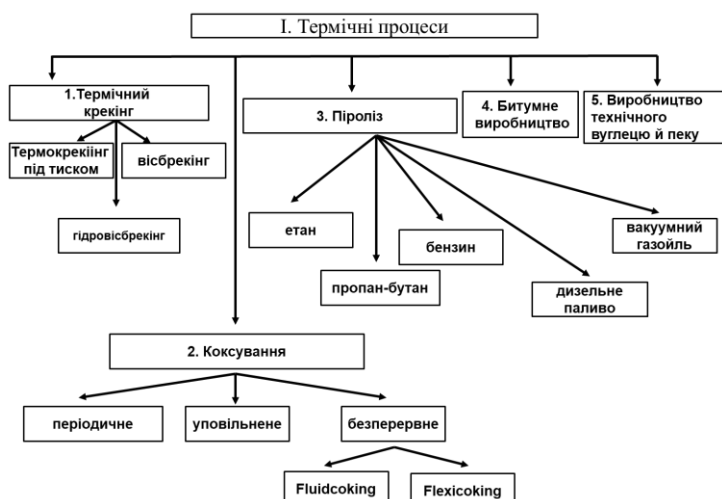 І. Термічні процеси
1.Термічний
крекінг
3. Піроліз
4. Битумне
виробництво
5. Виробництво
технічного
вуглецю й пеку
Термокрекіінг
під тиском
вісбрекінг
гідровісбрекінг
етан
бензин
вакуумний
газойль
пропан-бутан
дизельне
паливо
2. Коксування
періодичне
уповільнене
безперервне
Fluidcoking
Flexicoking